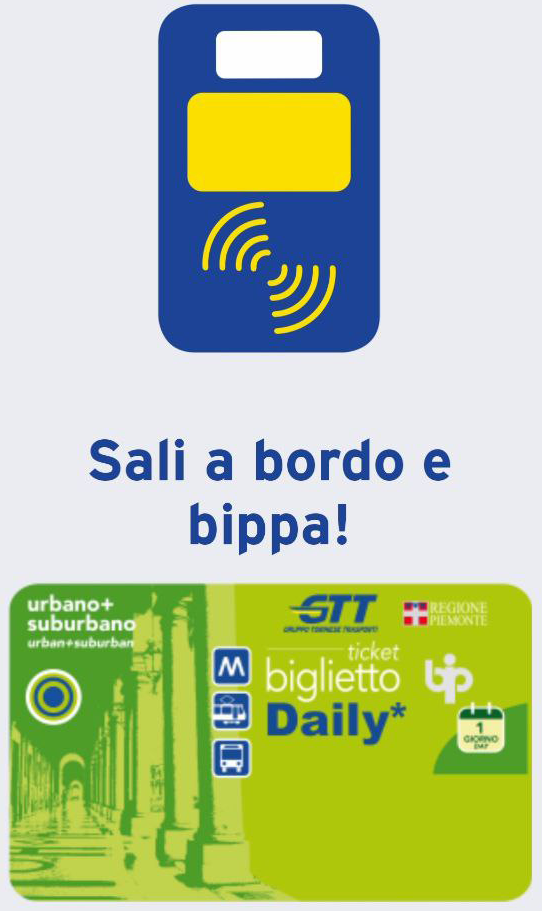 Sali a bordo e
bippa!
urbano+
suburbano
urban+suburban
GTT
GRUPPO TORINESE TRASPORTI
REGIONE
PIEMONTE
M
ticket
biglietto
Daily*
bip
1
GIORNO
DAY